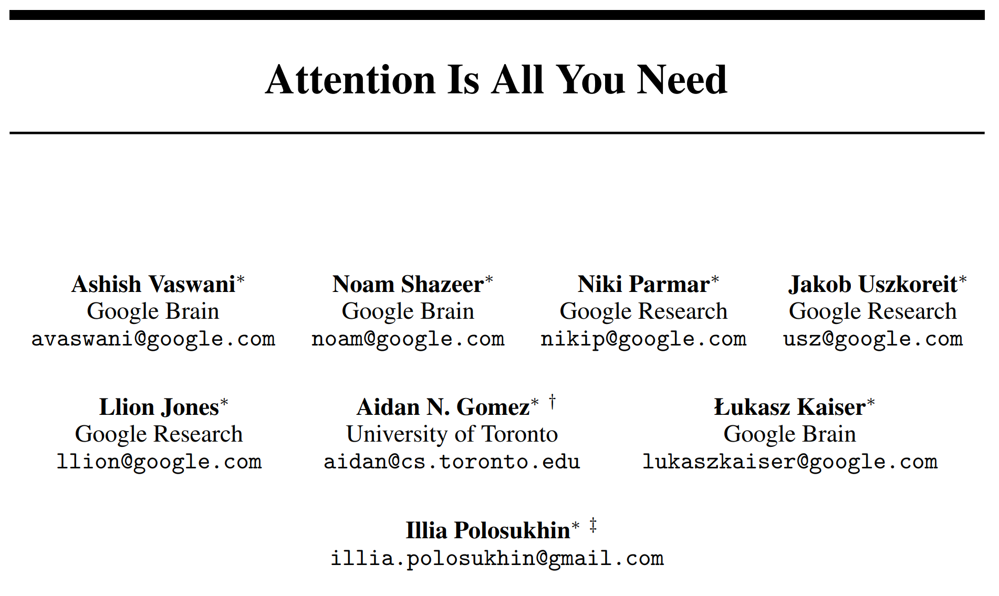 Attention Is All You Need
Ashish Vaswani* Noam Shazeer* Niki Parmar* Jakob Uszkoreit*
Google Brain Google Brain Google Research Google Research
avaswani@google.com noam@google.com nikip@google.com usz@google.com
Llion Jones* Aidan N. Gomez* † Łukasz Kaiser*
Google Research University of Toronto Google Brain
llion@google.com aidan@cs.toronto.edu lukaszkaiser@google.com
Illia Polosukhin* ‡
illia.polosukhin@gmail.com